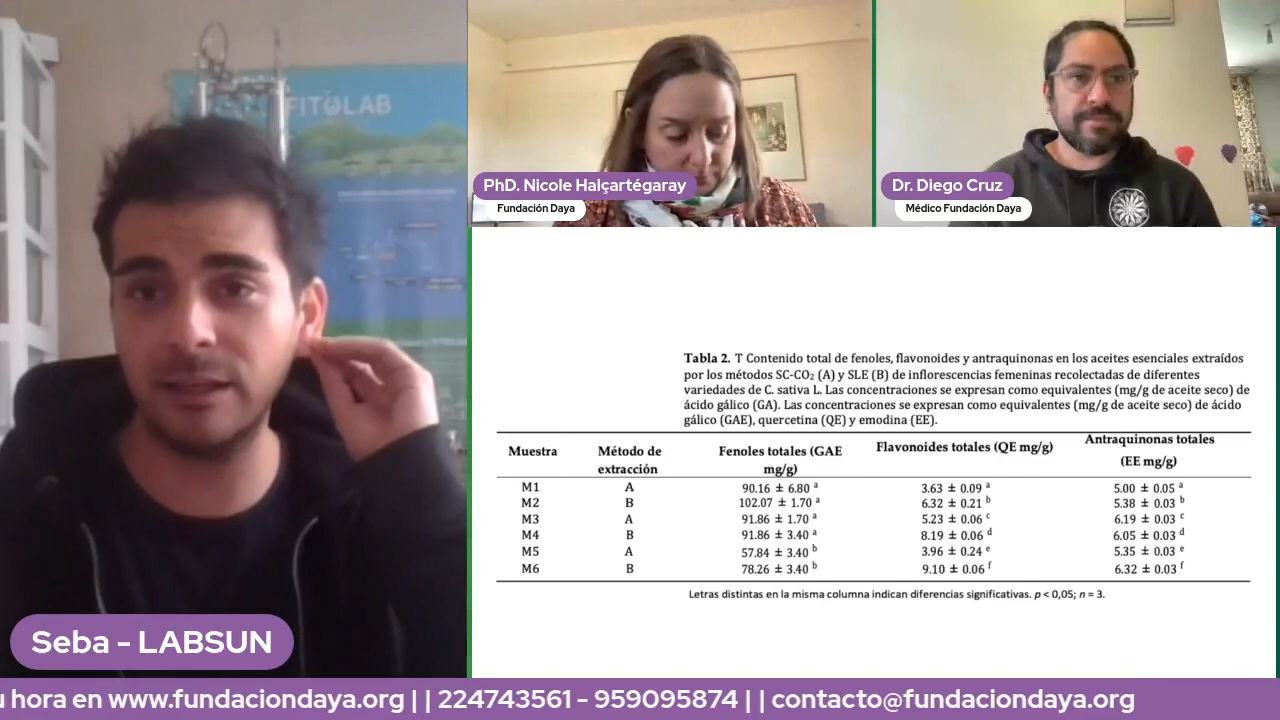 FITOLAB
PhD. Nicole Halçartégaray
Fundación Daya
Dr. Diego Cruz
Médico Fundación Daya
Tabla 2. T Contenido total de fenoles, flavonoides y antraquinonas en los aceites esenciales extraídos
por los métodos SC-CO₂ (A) y SLE (B) de inflorescencias femeninas recolectadas de diferentes
variedades de C. sativa L. Las concentraciones se expresan como equivalentes (mg/g de aceite seco) de
ácido gálico (GA). Las concentraciones se expresan como equivalentes (mg/g de aceite seco) de ácido
gálico (GAE), quercetina (QE) y emodina (EE).
Muestra Método de extracción Fenoles totales (GAE mg/g) Flavonoides totales (QE mg/g) Antraquinonas totales (EE mg/g)
M1 A 90.16 ± 6.80 a 3.63 ± 0.09 a 5.00 ± 0.05 a
M2 B 102.07 ± 1.70 a 6.32 ± 0.21 b 5.38 ± 0.03 b
M3 A 91.86 ± 1.70 a 5.23 ± 0.06 c 6.19 ± 0.03 c
M4 B 91.86 ± 3.40 a 8.19 ± 0.06 d 6.05 ± 0.03 d
M5 A 57.84 ± 3.40 b 3.96 ± 0.24 e 5.35 ± 0.03 e
M6 B 78.26 ± 3.40 b 9.10 ± 0.06 f 6.32 ± 0.03 f
Letras distintas en la misma columna indican diferencias significativas. p < 0,05; n = 3.
Seba - LABSUN
u hora en www.fundaciondaya.org | | 224743561 - 959095874 | | contacto@fundaciondaya.org